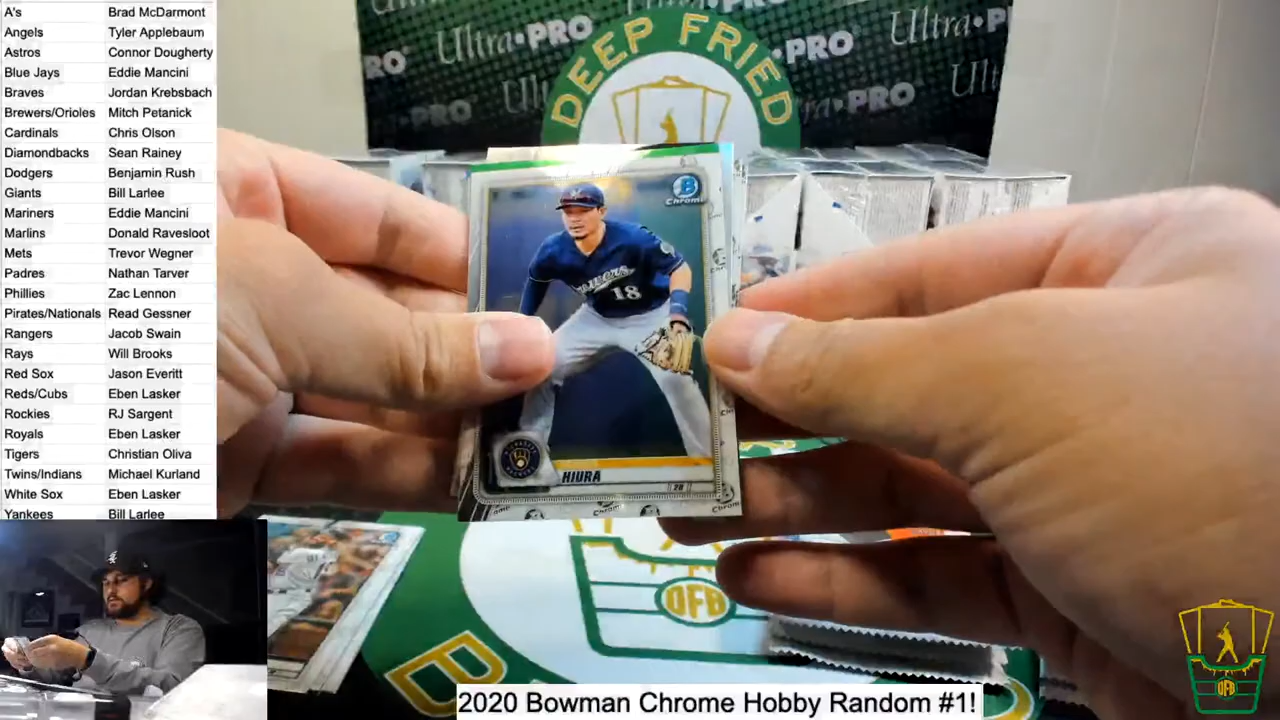 A's Brad McDarmont
Angels Tyler Applebaum
Astros Connor Dougherty
Blue Jays Eddie Mancini
Braves Jordan Krebsbach
Brewers/Orioles Mitch Petanick
Cardinals Chris Olson
Diamondbacks Sean Rainey
Dodgers Benjamin Rush
Giants Bill Larlee
Mariners Eddie Mancini
Marlins Donald Ravesloot
Mets Trevor Wegner
Padres Nathan Tarver
Phillies Zac Lennon
Pirates/Nationals Read Gessner
Rangers Jacob Swain
Rays Will Brooks
Red Sox Jason Everitt
Reds/Cubs Eben Lasker
Rockies RJ Sargent
Royals Eben Lasker
Tigers Christian Oliva
Twins/Indians Michael Kurland
White Sox Eben Lasker
Yankees Bill Larlee
Ultra•PRO
DEEP FRIED
B
Chrome
Brewers
18
HIURA
2B
DFB
2020 Bowman Chrome Hobby Random #1!
DFB